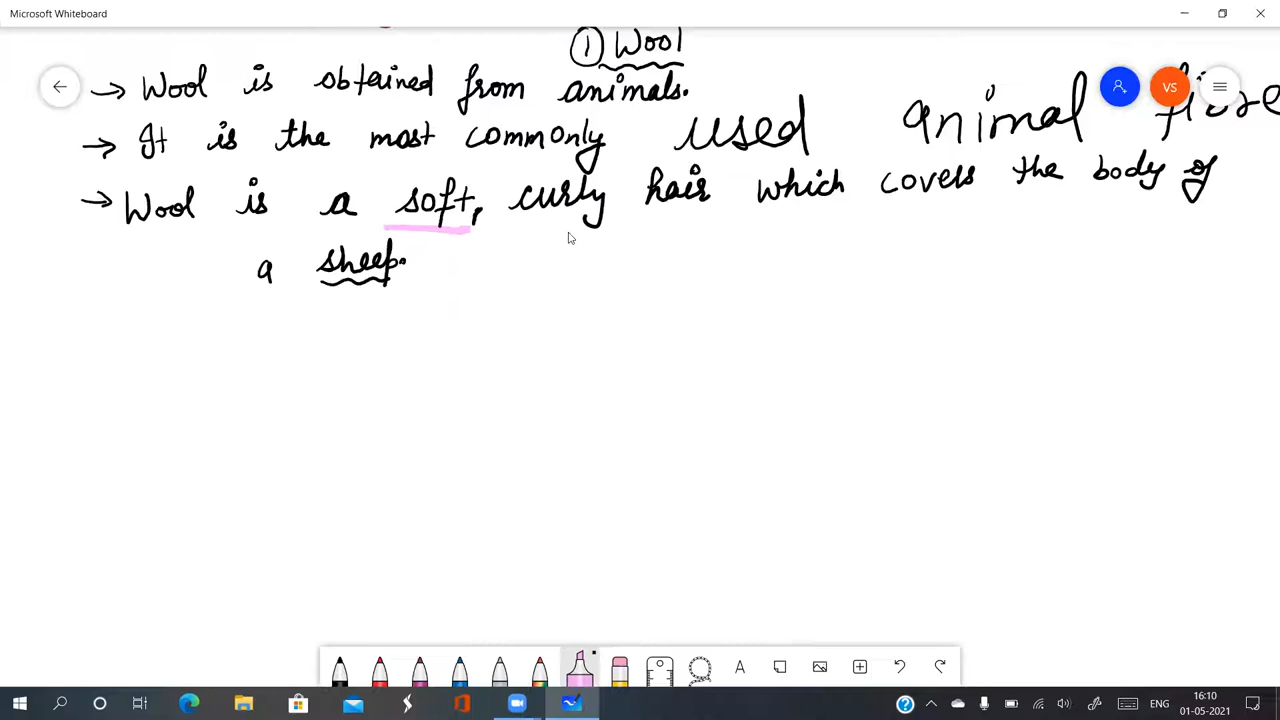 Microsoft Whiteboard
① Wool
→ Wool is obtained from animals.
VS
→ It is the most commonly used animal
→ Wool is a soft, curly hair which covers the body of
a sheep.
A
ENG
16:10
01-05-2021